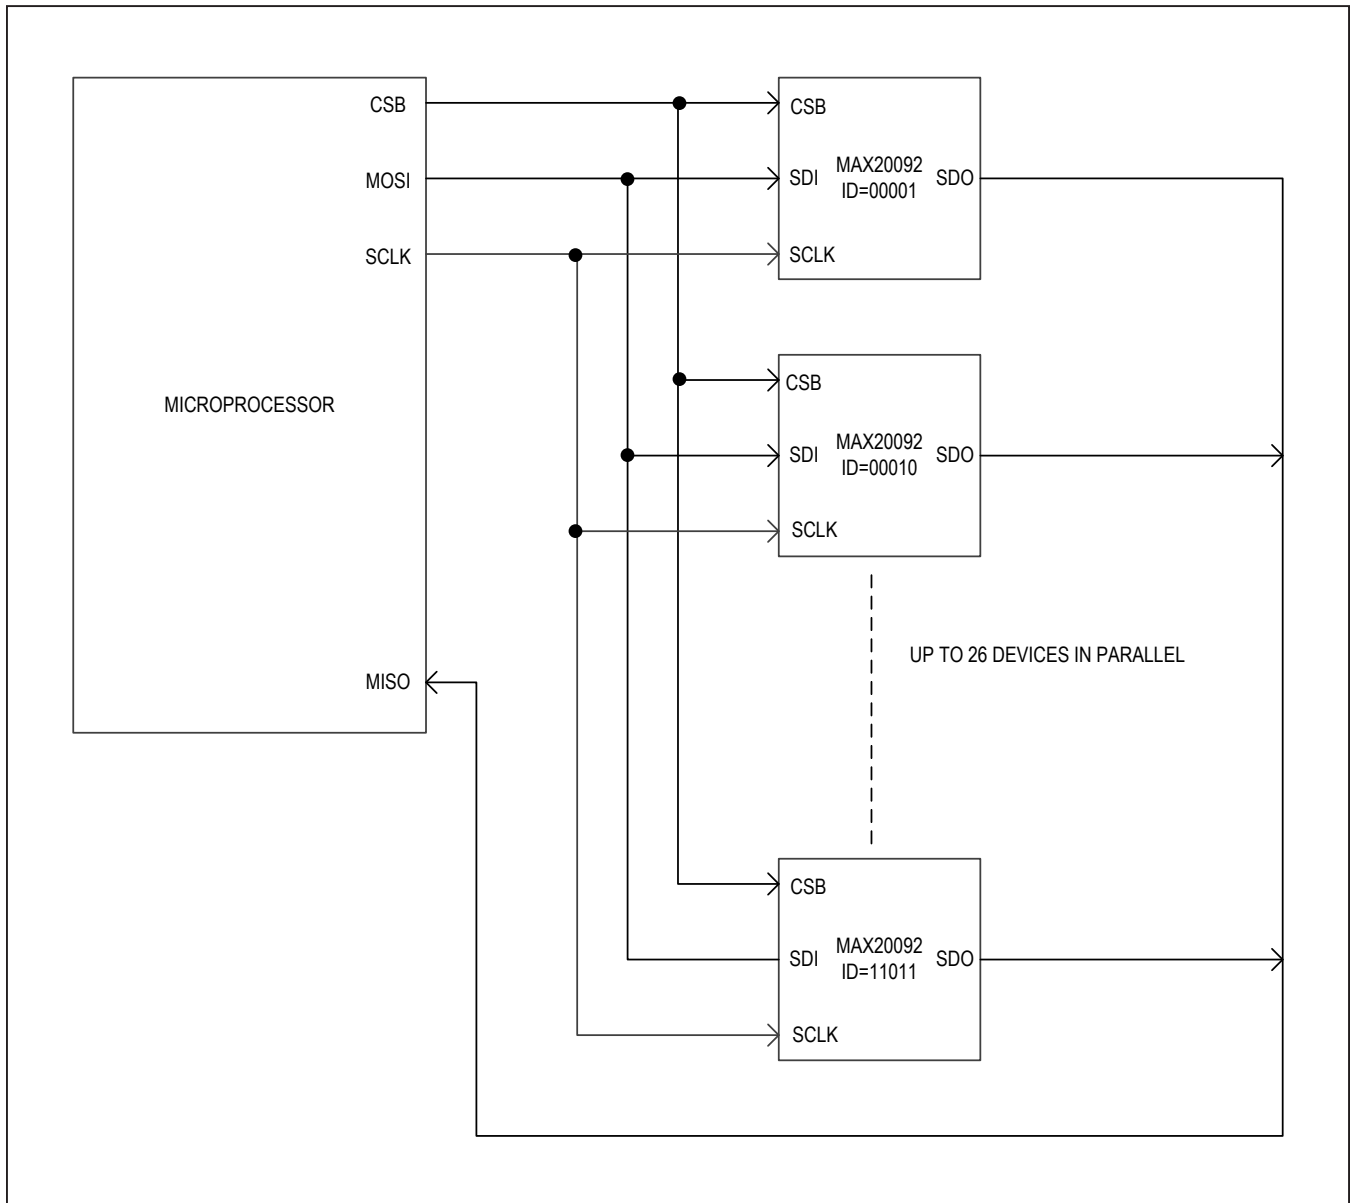 CSB
MOSI
SCLK
MICROPROCESSOR
MISO
CSB
SDI
MAX20092
ID=00001
SDO
SCLK
CSB
SDI
MAX20092
ID=00010
SDO
SCLK
UP TO 26 DEVICES IN PARALLEL
CSB
SDI
MAX20092
ID=11011
SDO
SCLK